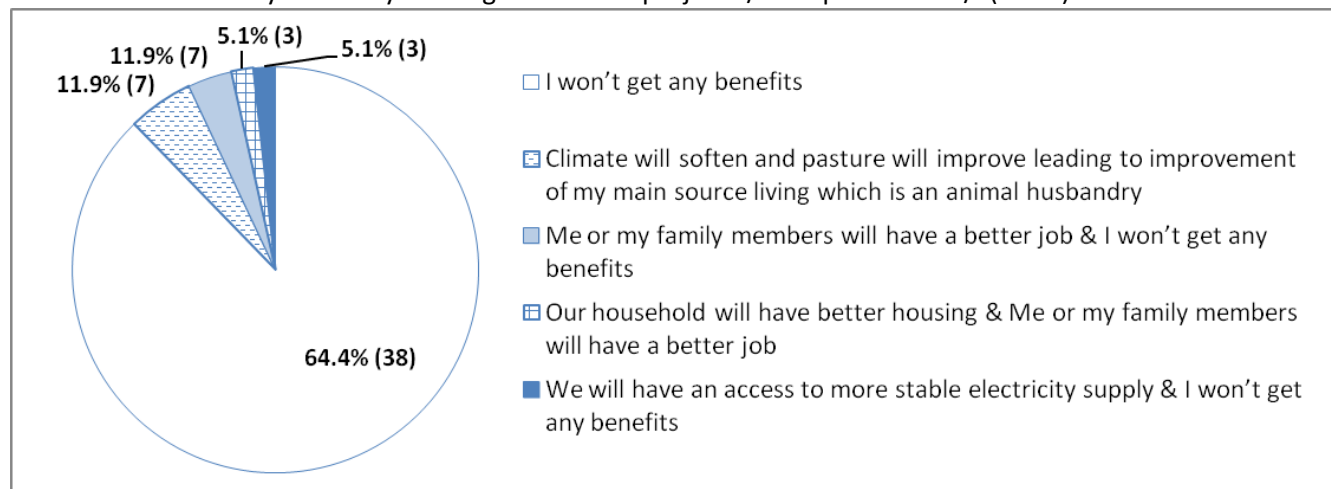 5.1% (3)
5.1% (3)
11.9% (7)
11.9% (7)
64.4% (38)
I won’t get any benefits
Climate will soften and pasture will improve leading to improvement
of my main source living which is an animal husbandry
Me or my family members will have a better job & I won’t get any
benefits
Our household will have better housing & Me or my family members
will have a better job
We will have an access to more stable electricity supply & I won’t get
any benefits